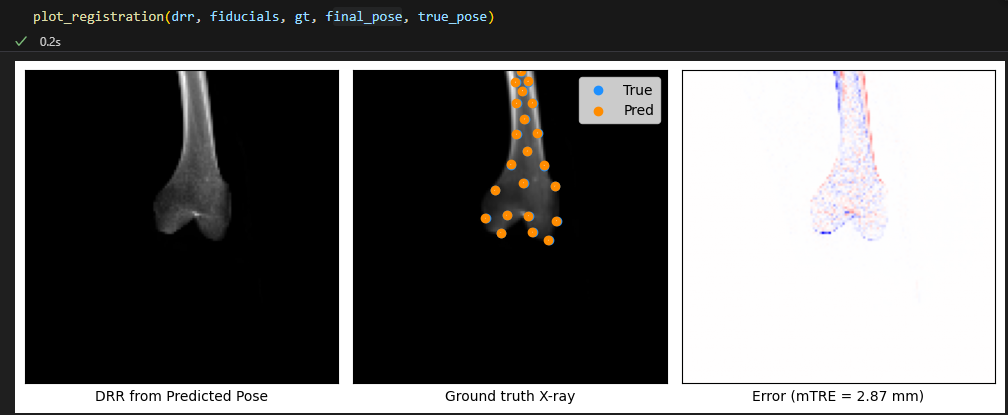 plot_registration(drr, fiducials, gt, final_pose, true_pose)
0.2s
True
Pred
DRR from Predicted Pose
Ground truth X-ray
Error (mTRE = 2.87 mm)